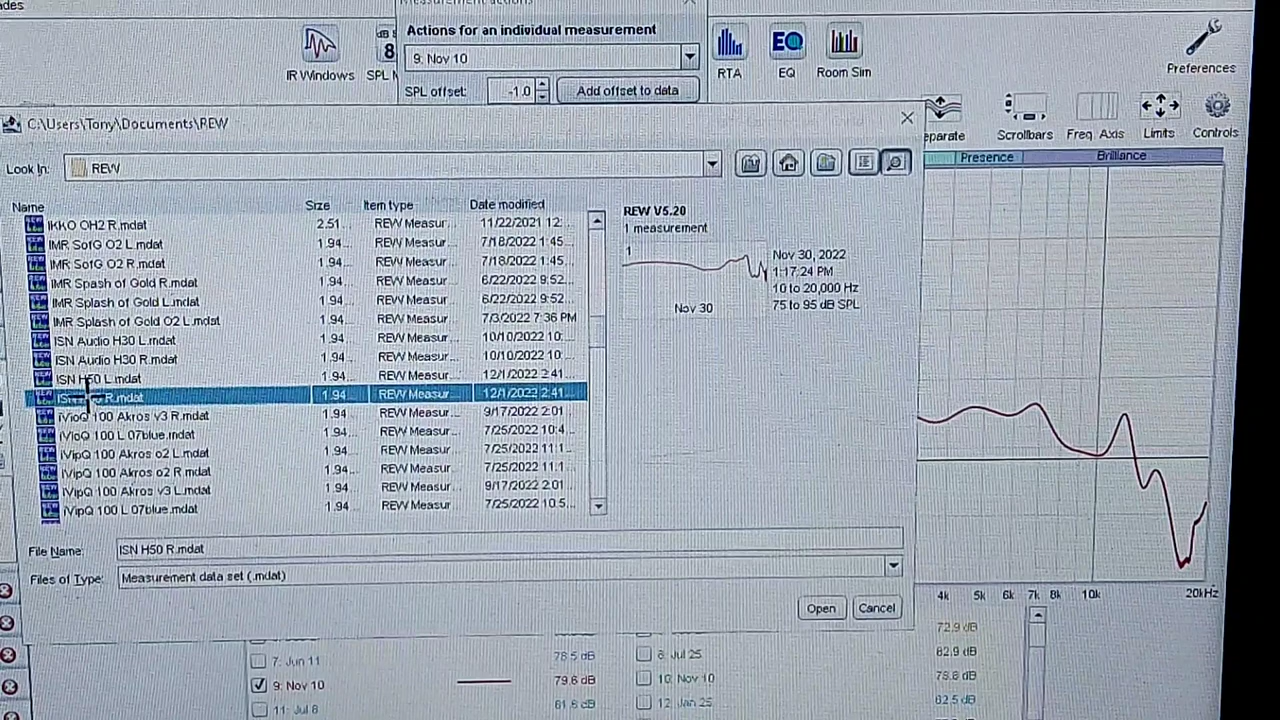 ades
Measurement actions
Actions for an individual measurement
9: Nov 10
SPL offset: -1.0 Add offset to data
IR Windows
SPL M
dB S
8
RTA
EQ
EQ
Room Sim
Preferences
C:\Users\Tony\Documents\REW
eparate
Scrollbars
Freq Axis
Limits
Controls
Look In: REW
Presence
Brilliance
Name Size Item type Date modified
IKKO OH2 R.mdat 2.51... REW Measur... 11/22/2021 12:...
IMR SofG O2 L.mdat 1.94... REW Measur... 7/18/2022 1:45...
IMR SofG O2 R.mdat 1.94... REW Measur... 7/18/2022 1:45...
IMR Spash of Gold R.mdat 1.94... REW Measur... 6/22/2022 9:52...
IMR Splash of Gold L.mdat 1.94... REW Measur... 6/22/2022 9:52...
IMR Splash of Gold O2 L.mdat 1.94... REW Measur... 7/3/2022 7:36 PM
ISN Audio H30 L.mdat 1.94... REW Measur... 10/10/2022 10:...
ISN Audio H30 R.mdat 1.94... REW Measur... 10/10/2022 10:...
ISN H50 L.mdat 1.94... REW Measur... 12/1/2022 2:41...
R.mdat 1.94... REW Measur... 12/1/2022 2:41...
100 Akros v3 R.mdat 1.94... REW Measur... 9/17/2022 2:01...
100 L 07blue.mdat 1.94... REW Measur... 7/25/2022 10:4...
iVipQ 100 Akros o2 L.mdat 1.94... REW Measur... 7/25/2022 11:1...
iVipQ 100 Akros o2 R.mdat 1.94... REW Measur... 7/25/2022 11:1...
iVipQ 100 Akros v3 L.mdat 1.94... REW Measur... 9/17/2022 2:01...
iVipQ 100 L 07blue.mdat 1.94... REW Measur... 7/25/2022 10:5...
REW V5.20
1 measurement
1
Nov 30
Nov 30, 2022
1:17:24 PM
10 to 20,000 Hz
75 to 95 dB SPL
File Name: ISN H50 R.mdat
Files of Type: Measurement data set (.mdat)
Open Cancel
4k 5k 6k 7k 8k 10k 20kHz
72.9 dB
7: Jun 11 78.5 dB 8: Jul 25 82.9 dB
9: Nov 10 79.6 dB 10: Nov 10 78.8 dB
11: Jul 8 81.6 dB 12: Jan 25 82.5 dB